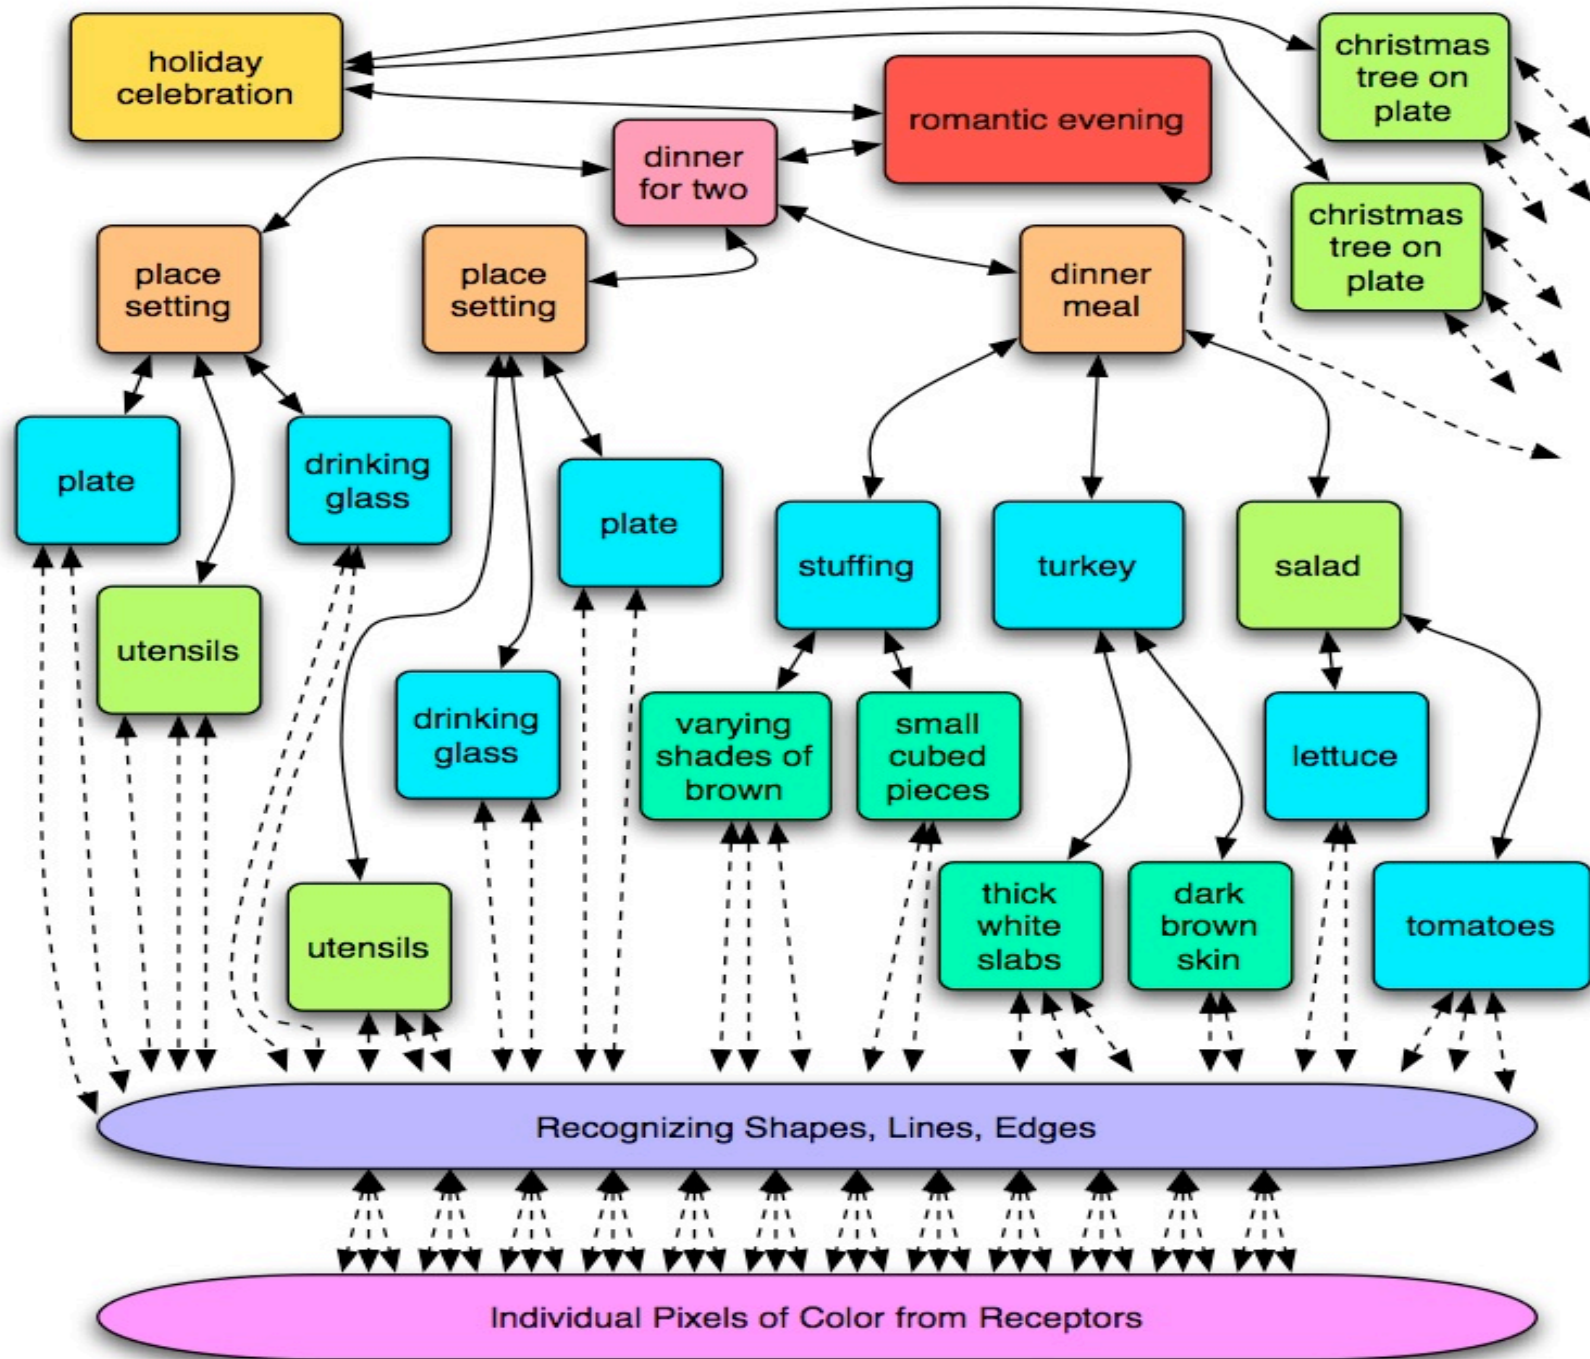 holiday
celebration
christmas
tree on
plate
romantic evening
dinner
for two
christmas
tree on
plate
place
setting
place
setting
dinner
meal
plate
drinking
glass
plate
stuffing
turkey
salad
utensils
drinking
glass
varying
shades of
brown
small
cubed
pieces
lettuce
utensils
thick
white
slabs
dark
brown
skin
tomatoes
Recognizing Shapes, Lines, Edges
Individual Pixels of Color from Receptors